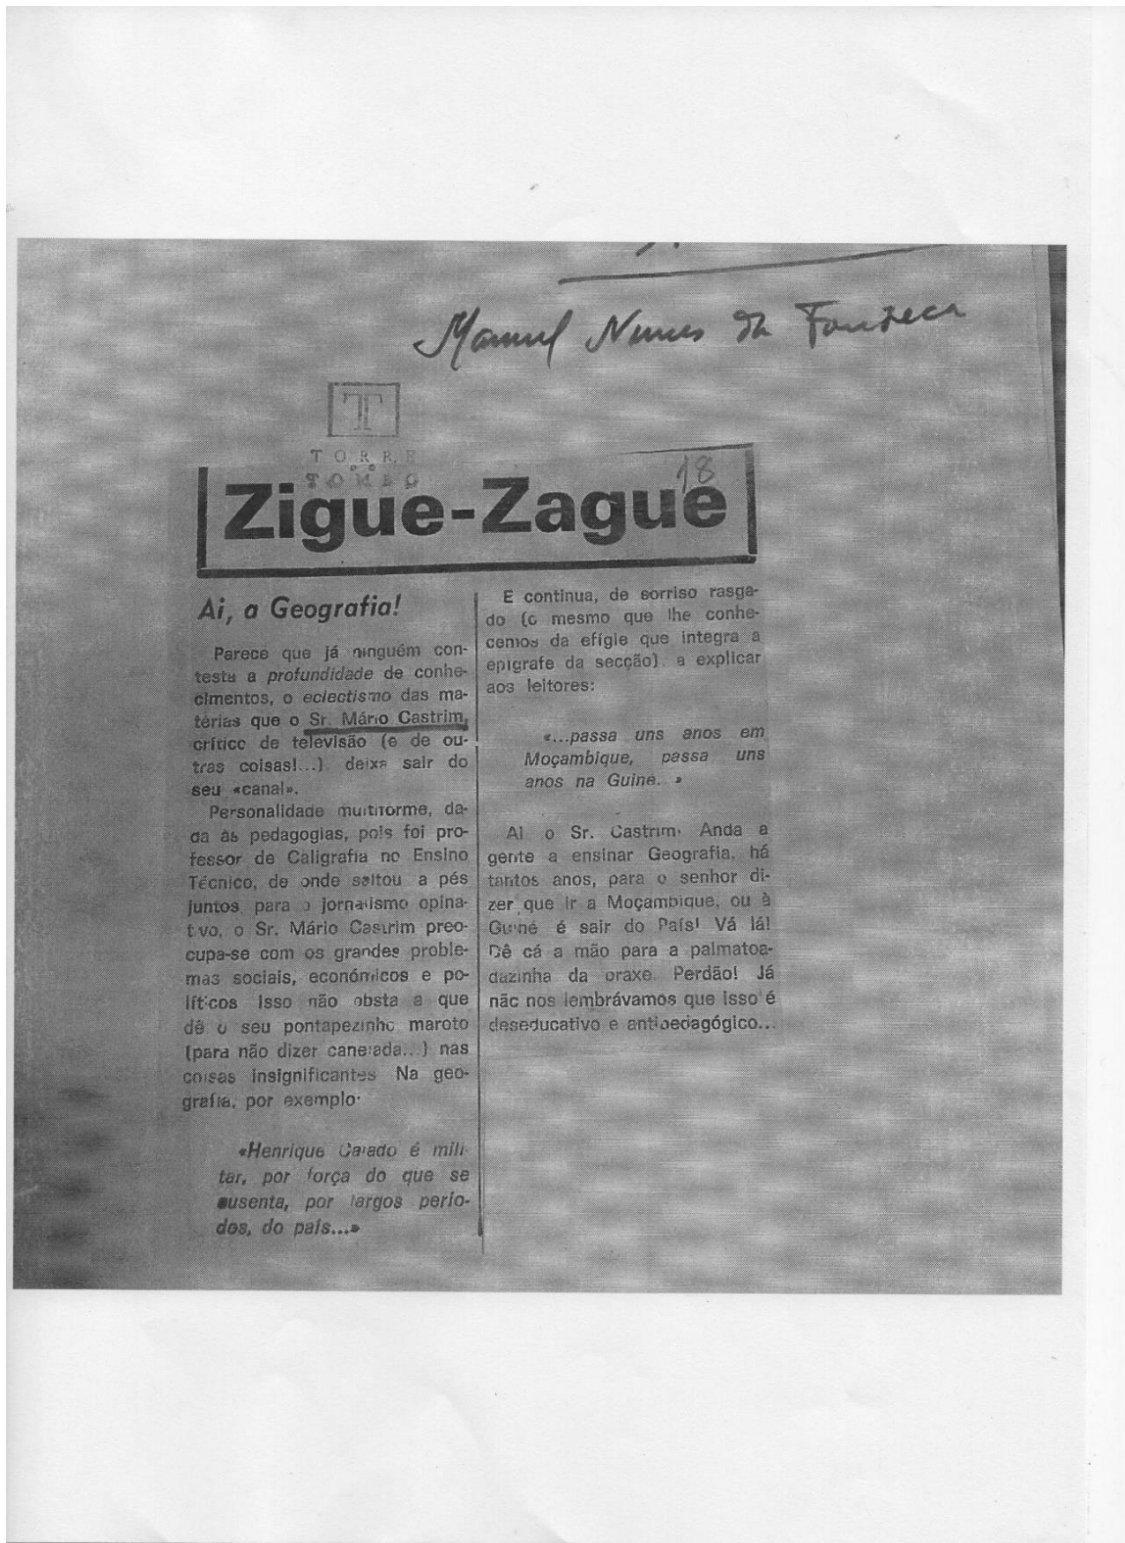 Manuel Nunes da Fonseca
TT
TORRE
DO
TOMBO
18
Zigue-Zague
Ai, a Geografia!
Parece que já ninguém con-
testa a profundidade de conhe-
cimentos, o eclectismo das ma-
térias que o Sr. Mário Castrim,
crítico de televisão (e de ou-
tras coisas!...) deixa sair do
seu «canal».
Personalidade multiforme, da-
da às pedagogias, pois foi pro-
fessor de Caligrafia no Ensino
Técnico, de onde saltou a pés
juntos para o jornalismo opina-
tivo, o Sr. Mário Castrim preo-
cupa-se com os grandes proble-
mas sociais, económicos e po-
líticos Isso não obsta a que
dê o seu pontapezinho maroto
(para não dizer canelada...) nas
coisas insignificantes Na geo-
grafia, por exemplo:
«Henrique Calado é mili-
tar, por força do que se
ausenta, por largos perío-
dos, do país...»
E continua, de sorriso rasga-
do (o mesmo que lhe conhe-
cemos da efígie que integra a
epígrafe da secção), a explicar
aos leitores:
«...passa uns anos em
Moçambique, passa uns
anos na Guiné. »
Ai o Sr. Castrim! Anda a
gente a ensinar Geografia, há
tantos anos, para o senhor di-
zer que ir a Moçambique, ou à
Guiné é sair do País! Vá lá!
Dê cá a mão para a palmatoa-
dazinha da praxe. Perdão! Já
não nos lembrávamos que isso é
deseducativo e antipedagógico...